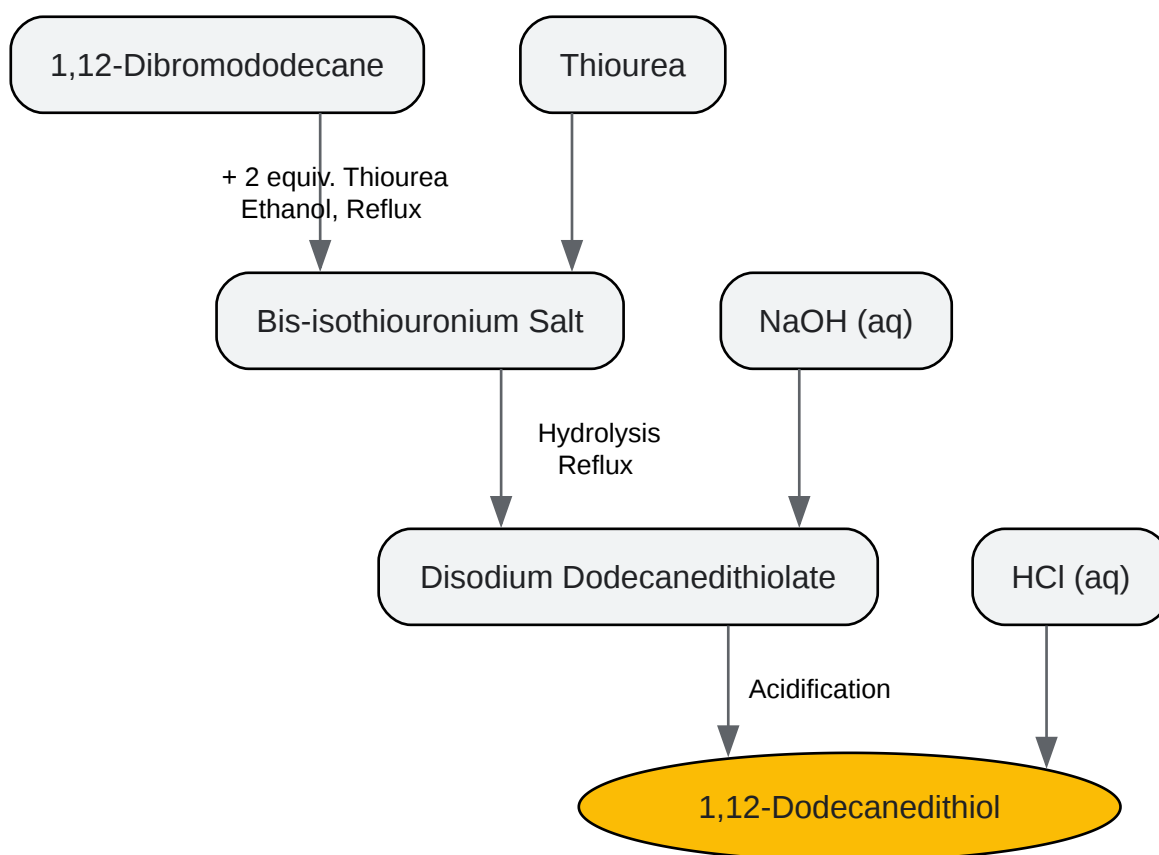 1,12-Dibromododecane
Thiourea
+ 2 equiv. Thiourea
Ethanol, Reflux
Bis-isothiouronium Salt
NaOH (aq)
Hydrolysis
Reflux
Disodium Dodecanedithiolate
HCl (aq)
Acidification
1,12-Dodecanedithiol